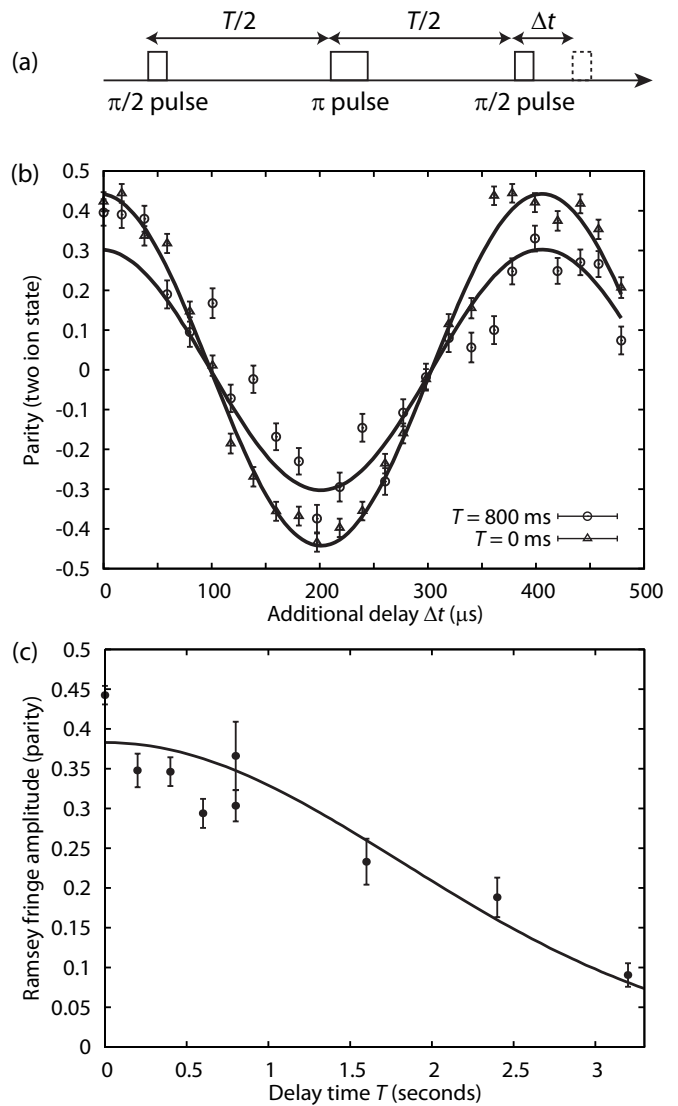 T/2 T/2 Δt
(a)
π/2 pulse π pulse π/2 pulse
(b)
0.5
0.4
0.3
0.2
0.1
0
-0.1
-0.2
-0.3
-0.4
-0.5
Parity (two ion state)
T = 800 ms
T = 0 ms
0 100 200 300 400 500
Additional delay Δt (μs)
(c)
0.5
0.45
0.4
0.35
0.3
0.25
0.2
0.15
0.1
0.05
0
Ramsey fringe amplitude (parity)
0 0.5 1 1.5 2 2.5 3
Delay time T (seconds)